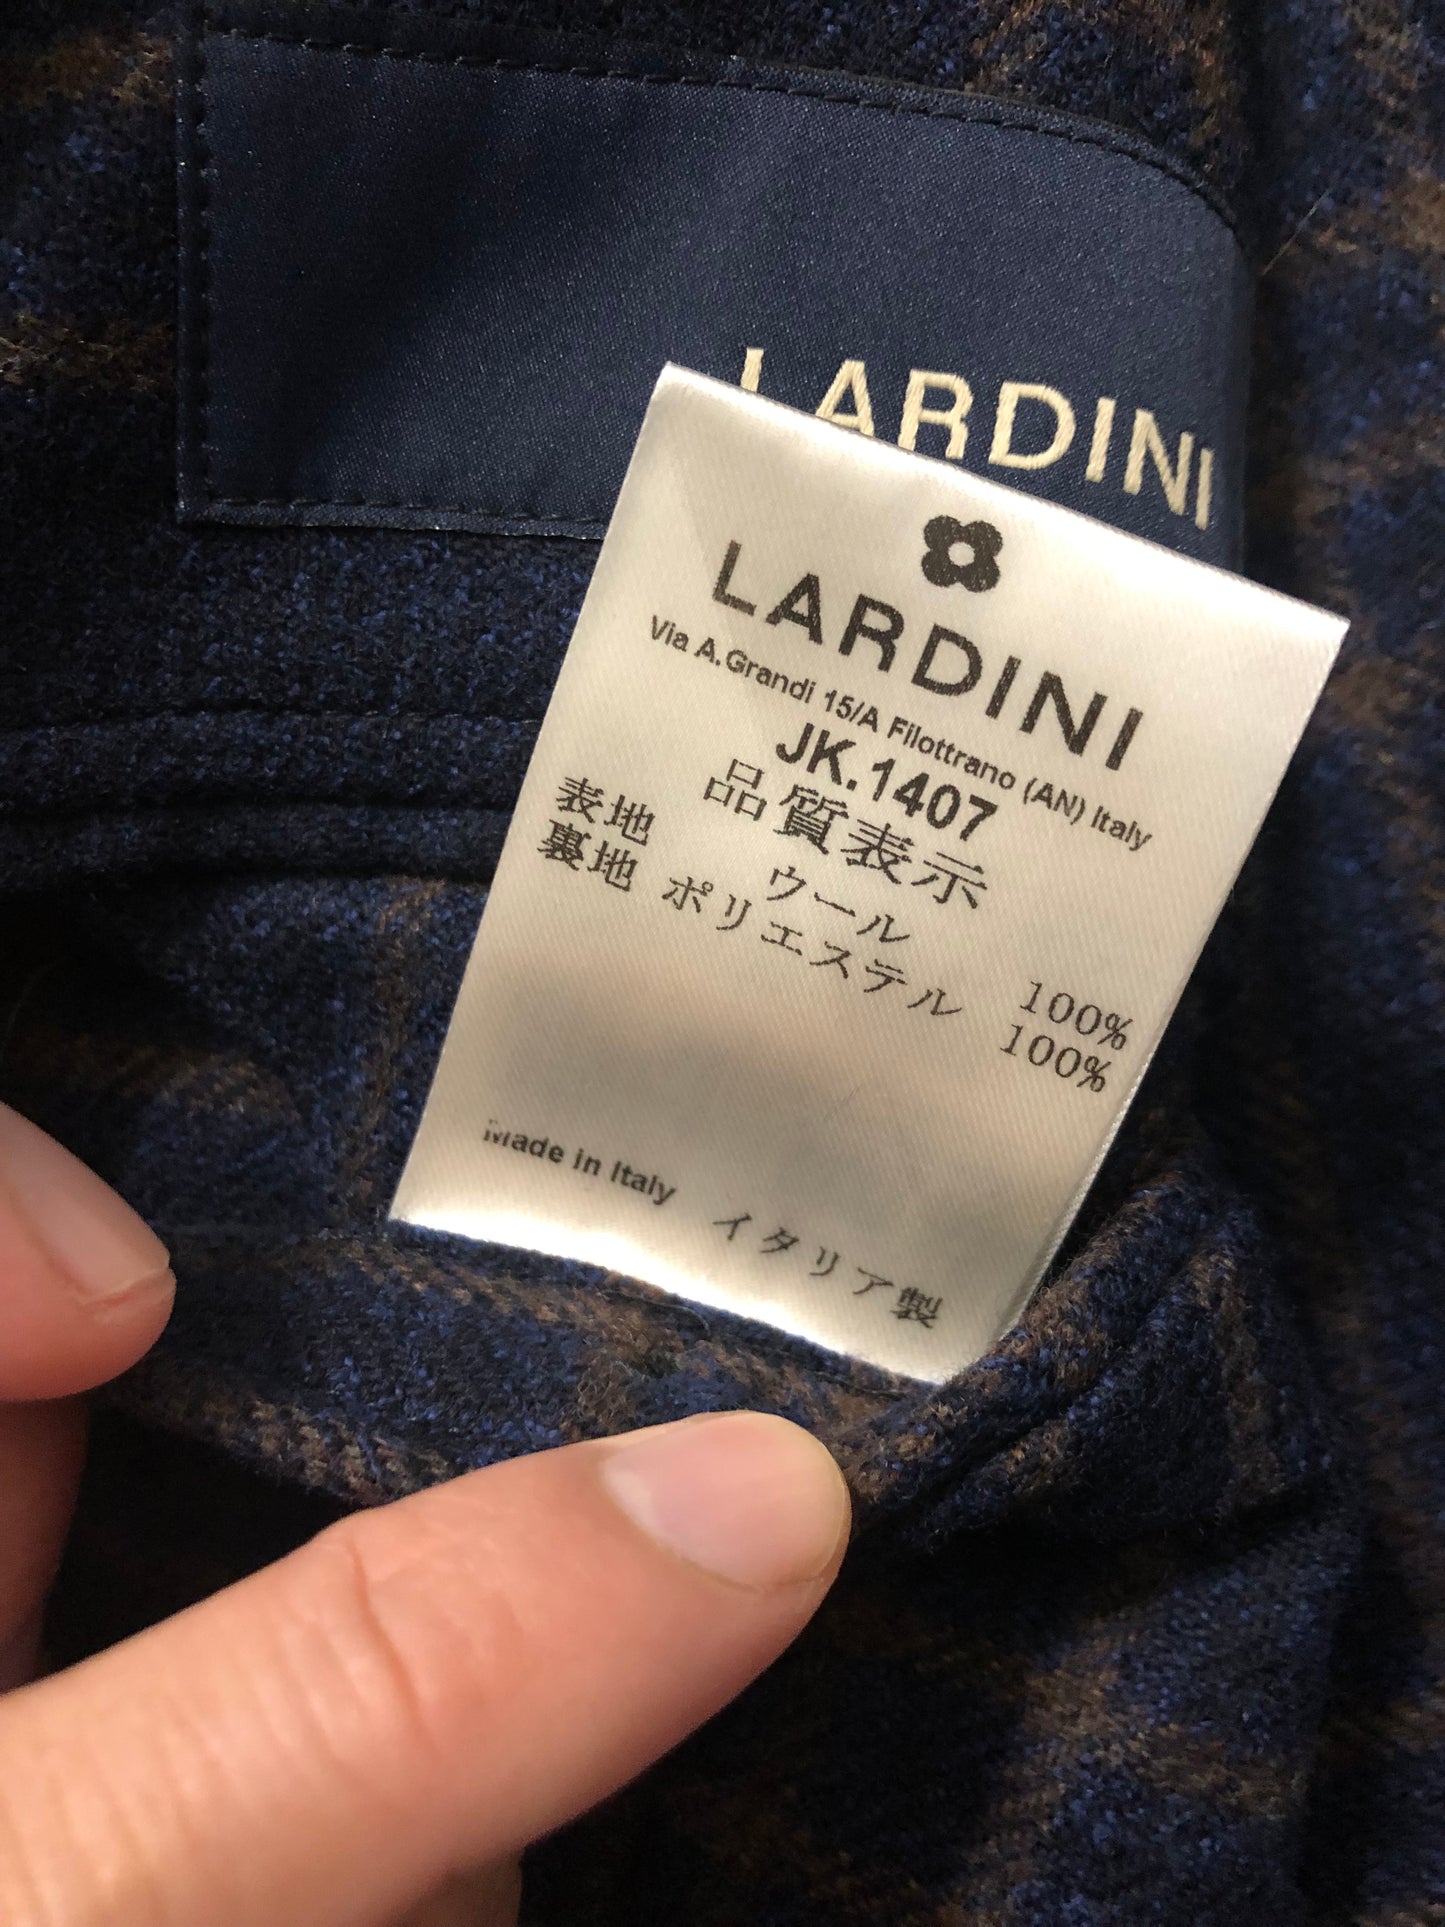 LARDINI
LARDINI
Via A.Grandi 15/A Filottrano (AN) Italy
JK.1407
品質表示
表地 ウール 100%
裏地 ポリエステル 100%
Made in Italy イタリア製